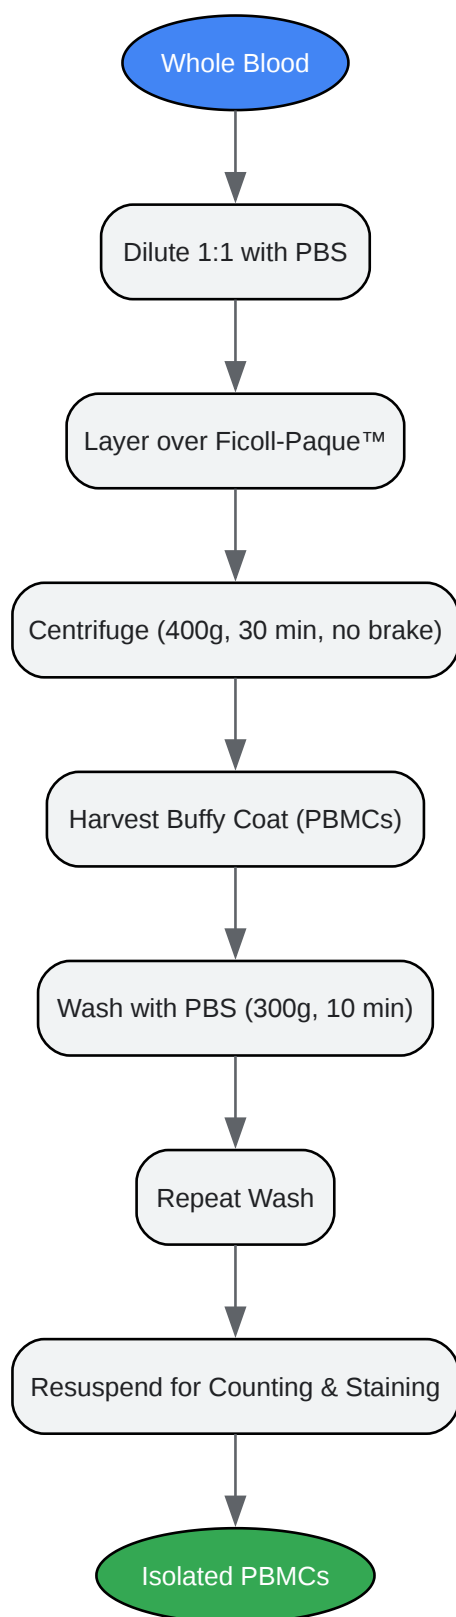 Whole Blood
Dilute 1:1 with PBS
Layer over Ficoll-Paque™
Centrifuge (400g, 30 min, no brake)
Harvest Buffy Coat (PBMCs)
Wash with PBS (300g, 10 min)
Repeat Wash
Resuspend for Counting & Staining
Isolated PBMCs